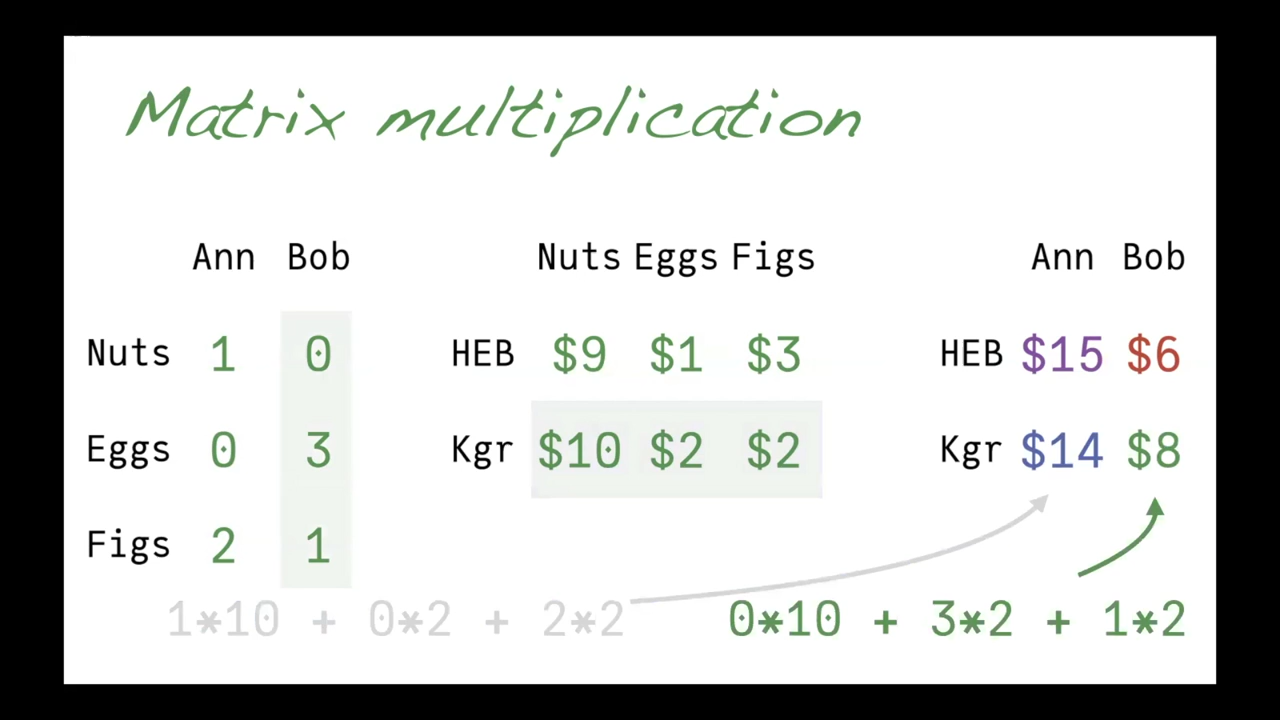 Matrix multiplication
Ann Bob Nuts Eggs Figs Ann Bob
Nuts 1 0 HEB $9 $1 $3 HEB $15 $6
Eggs 0 3 Kgr $10 $2 $2 Kgr $14 $8
Figs 2 1
1*10 + 0*2 + 2*2 0*10 + 3*2 + 1*2